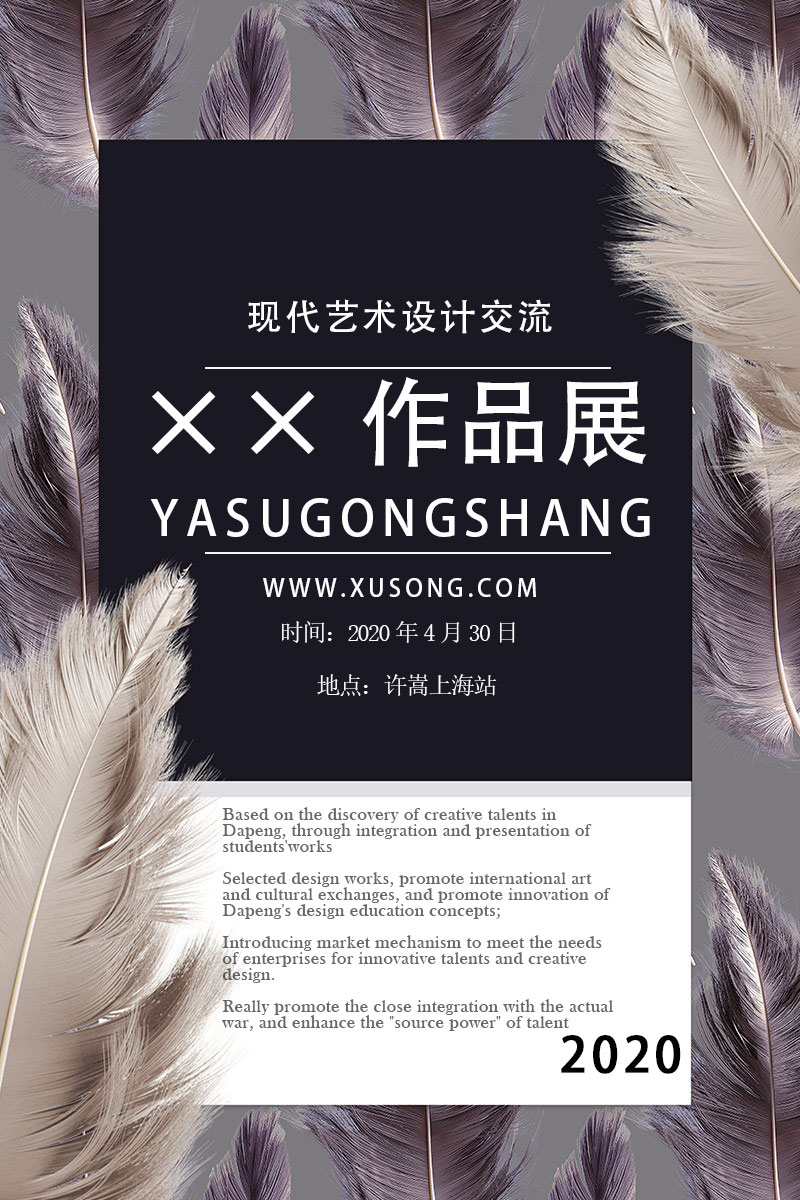 现代艺术设计交流
×× 作品展
YASUGONGSHANG
WWW.XUSONG.COM
时间：2020 年 4 月 30 日
地点：许嵩上海站
Based on the discovery of creative talents in
Dapeng, through integration and presentation of
students'works
Selected design works, promote international art
and cultural exchanges, and promote innovation of
Dapeng's design education concepts;
Introducing market mechanism to meet the needs
of enterprises for innovative talents and creative
design.
Really promote the close integration with the actual
war, and enhance the "source power" of talent
2020